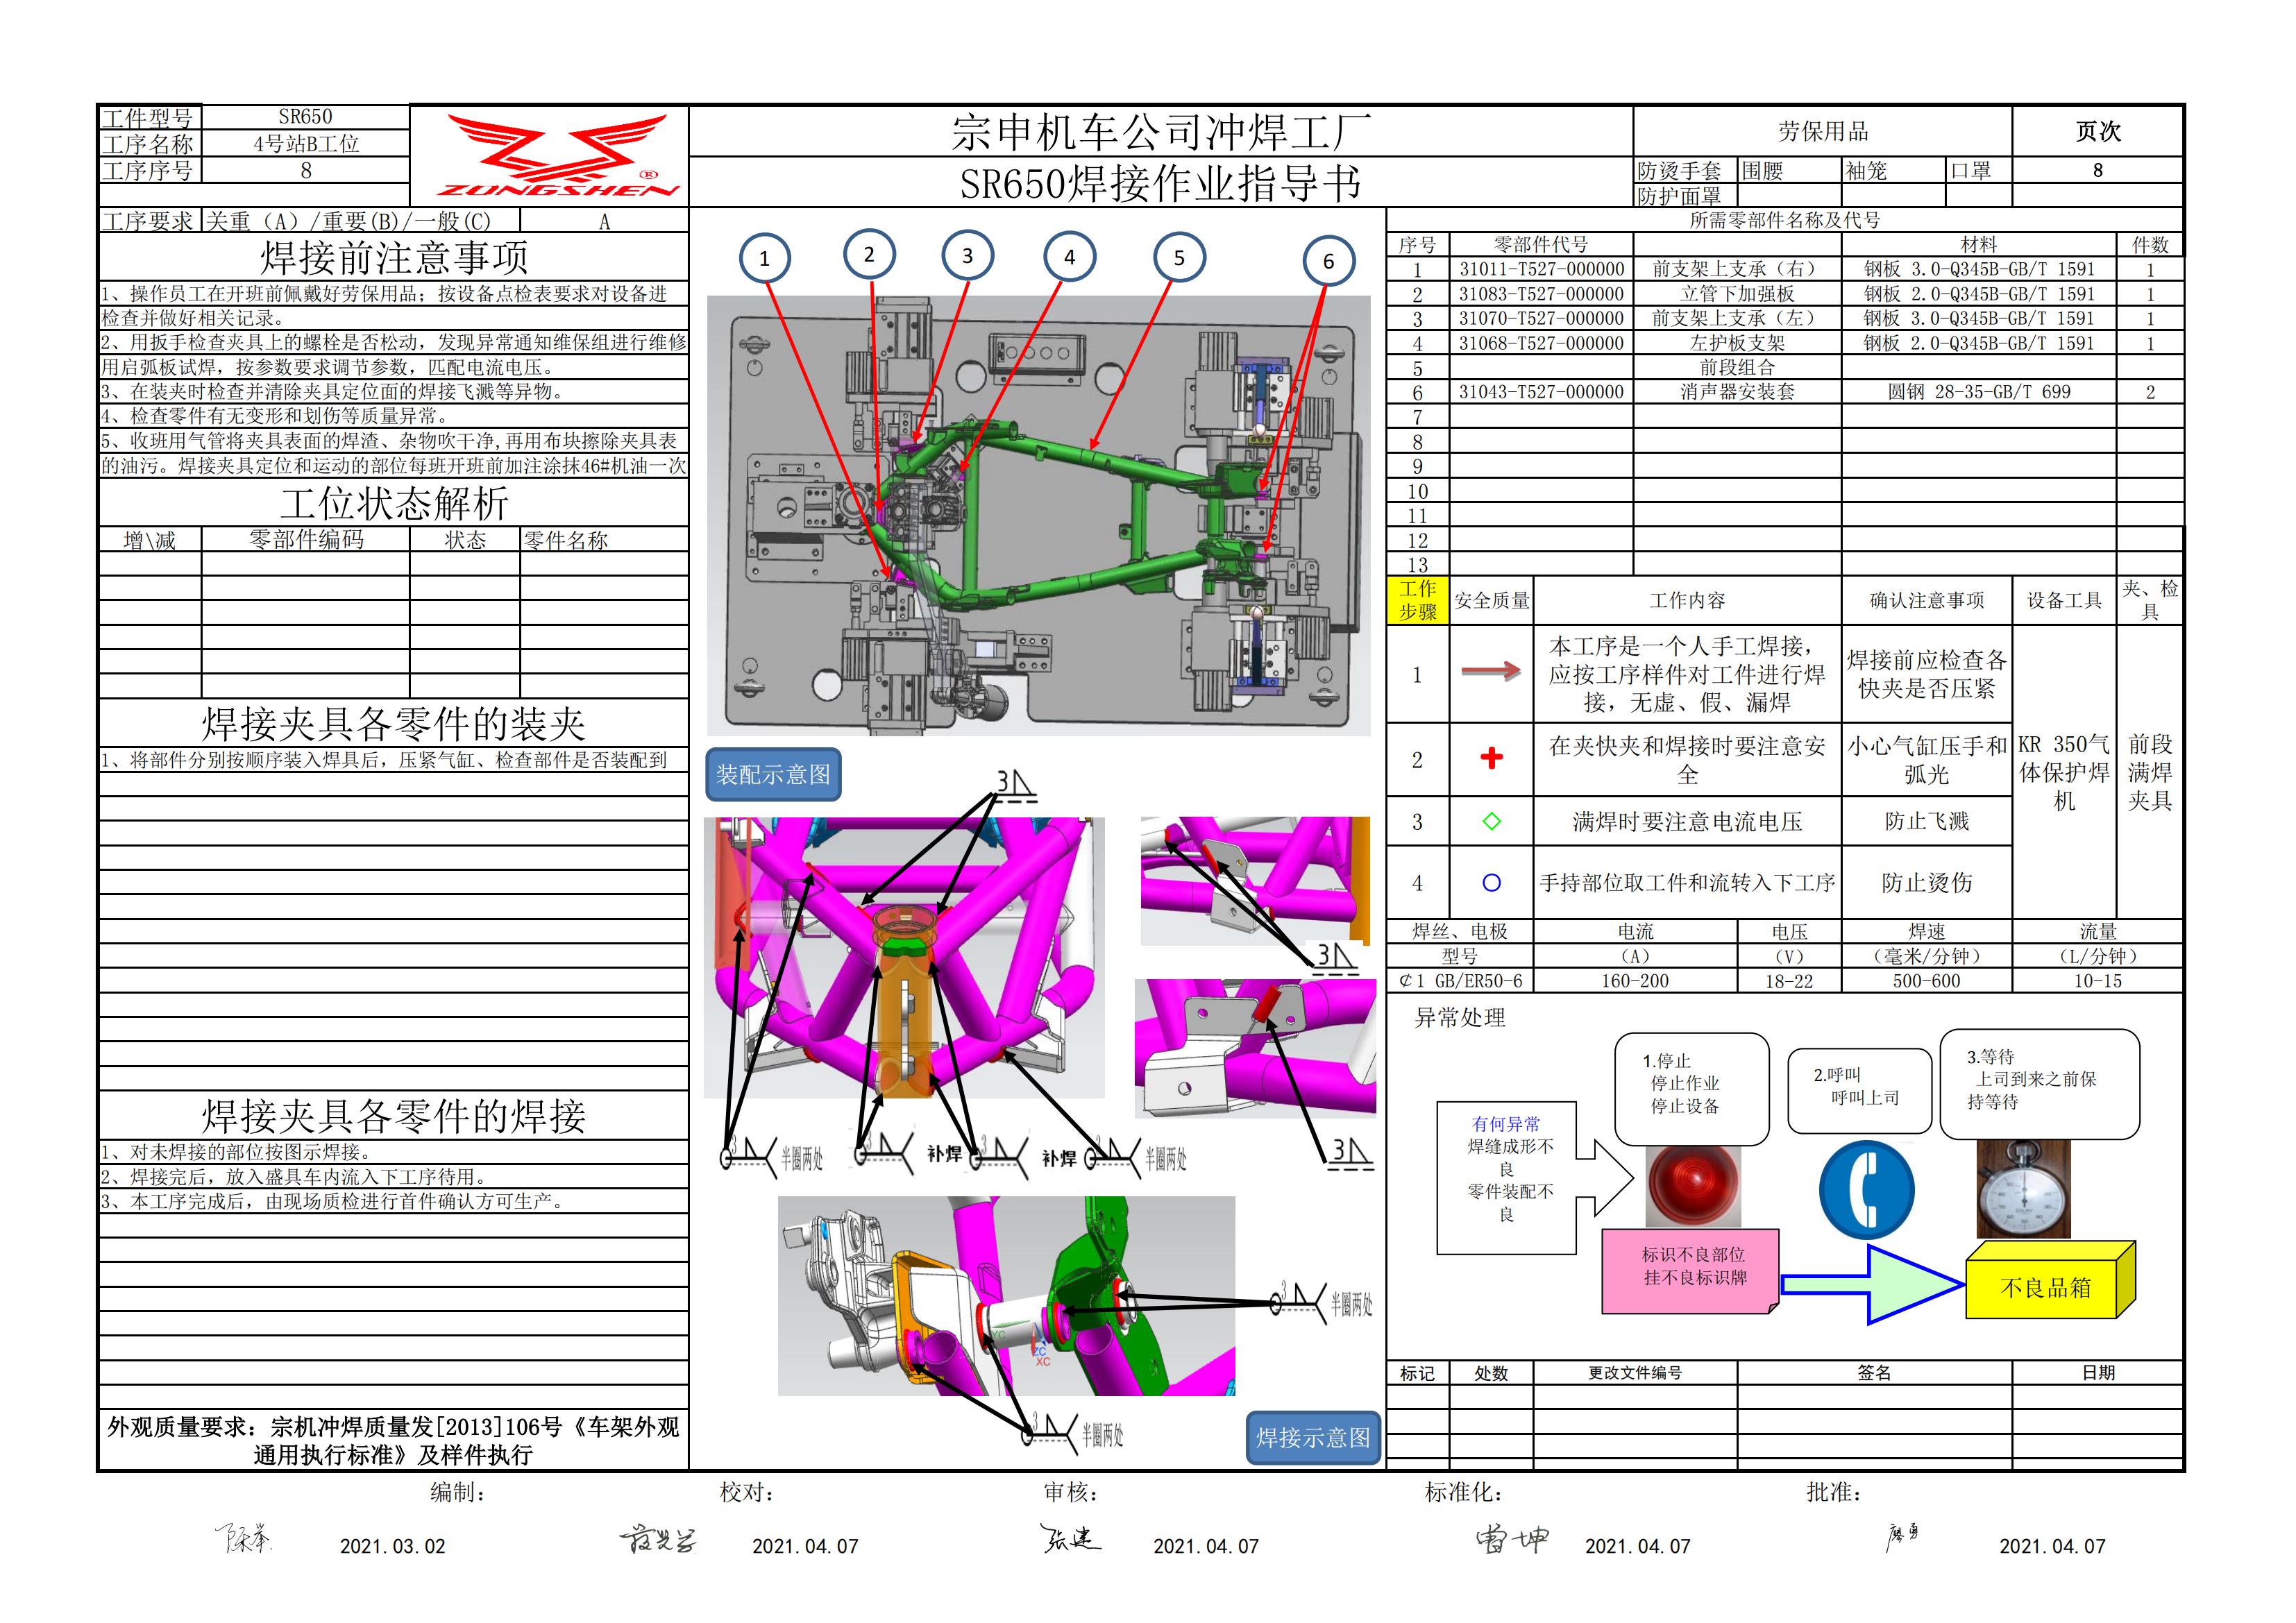 工件型号 SR650
工序名称 4号站B工位
工序序号 8
ZONGSHEN ®
宗申机车公司冲焊工厂
SR650焊接作业指导书
劳保用品 页次
防烫手套 围腰 袖笼 口罩 8
防护面罩
工序要求 关重（A）/重要(B)/一般(C) A
焊接前注意事项
1、操作员工在开班前佩戴好劳保用品；按设备点检表要求对设备进
检查并做好相关记录。
2、用扳手检查夹具上的螺栓是否松动，发现异常通知维保组进行维修
用启弧板试焊，按参数要求调节参数，匹配电流电压。
3、在装夹时检查并清除夹具定位面的焊接飞溅等异物。
4、检查零件有无变形和划伤等质量异常。
5、收班用气管将夹具表面的焊渣、杂物吹干净,再用布块擦除夹具表
的油污。焊接夹具定位和运动的部位每班开班前加注涂抹46#机油一次
工位状态解析
增\减 零部件编码 状态 零件名称
焊接夹具各零件的装夹
1、将部件分别按顺序装入焊具后，压紧气缸、检查部件是否装配到
焊接夹具各零件的焊接
1、对未焊接的部位按图示焊接。
2、焊接完后，放入盛具车内流入下工序待用。
3、本工序完成后，由现场质检进行首件确认方可生产。
外观质量要求：宗机冲焊质量发[2013]106号《车架外观
通用执行标准》及样件执行
1 2 3 4 5 6
装配示意图
3
3
3
3 半圈两处
3 补焊
3 补焊
3 半圈两处
ZC
XC
YC
3 半圈两处
3 半圈两处
焊接示意图
所需零部件名称及代号
序号 零部件代号 材料 件数
1 31011-T527-000000 前支架上支承（右） 钢板 3.0-Q345B-GB/T 1591 1
2 31083-T527-000000 立管下加强板 钢板 2.0-Q345B-GB/T 1591 1
3 31070-T527-000000 前支架上支承（左） 钢板 3.0-Q345B-GB/T 1591 1
4 31068-T527-000000 左护板支架 钢板 2.0-Q345B-GB/T 1591 1
5 前段组合
6 31043-T527-000000 消声器安装套 圆钢 28-35-GB/T 699 2
7
8
9
10
11
12
13
工作步骤 安全质量 工作内容 确认注意事项 设备工具 夹、检具
1 本工序是一个人手工焊接，应按工序样件对工件进行焊接，无虚、假、漏焊 焊接前应检查各快夹是否压紧
2 在夹快夹和焊接时要注意安全 小心气缸压手和弧光
KR 350气体保护焊机 前段满焊夹具
3 满焊时要注意电流电压 防止飞溅
4 手持部位取工件和流转入下工序 防止烫伤
焊丝、电极 电流 电压 焊速 流量
型号 （A） （V） （毫米/分钟） （L/分钟）
¢1 GB/ER50-6 160-200 18-22 500-600 10-15
异常处理
有何异常
焊缝成形不
良
零件装配不
良
1.停止
停止作业
停止设备
2.呼叫
呼叫上司
3.等待
上司到来之前保
持等待
标识不良部位
挂不良标识牌
不良品箱
标记 处数 更改文件编号 签名 日期
编制： 校对： 审核： 标准化： 批准：
2021.03.02 2021.04.07 张建 2021.04.07 雷坤 2021.04.07 廖勇 2021.04.07